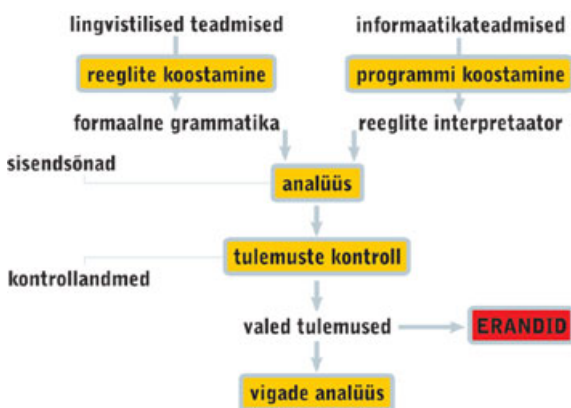 lingvistilised teadmised
informaatikateadmised
reeglite koostamine
programmi koostamine
formaalne grammatika
reeglite interpretaator
sisendsõnad
analüüs
tulemuste kontroll
kontrollandmed
valed tulemused
ERANDID
vigade analüüs